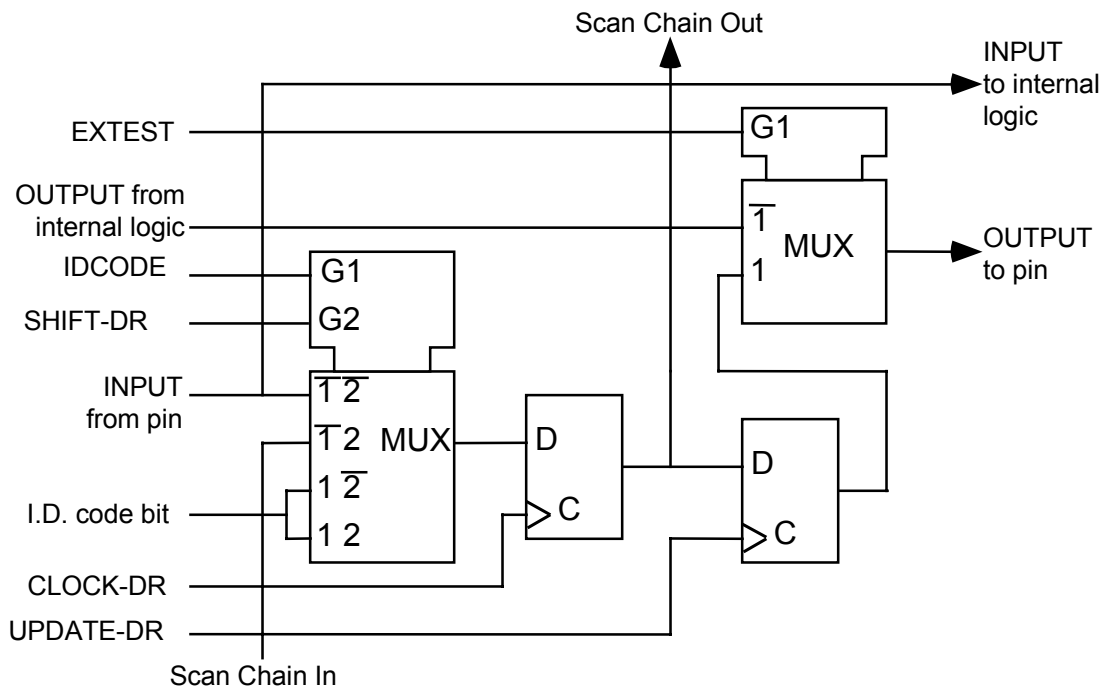 Scan Chain Out
INPUT
to internal
logic
EXTEST
G1
OUTPUT from
internal logic
1̅
MUX
1
OUTPUT
to pin
IDCODE
G1
SHIFT-DR
G2
INPUT
from pin
1̅ 2̅
1̅ 2
MUX
1 2̅
1 2
D
C
D
C
I.D. code bit
CLOCK-DR
UPDATE-DR
Scan Chain In